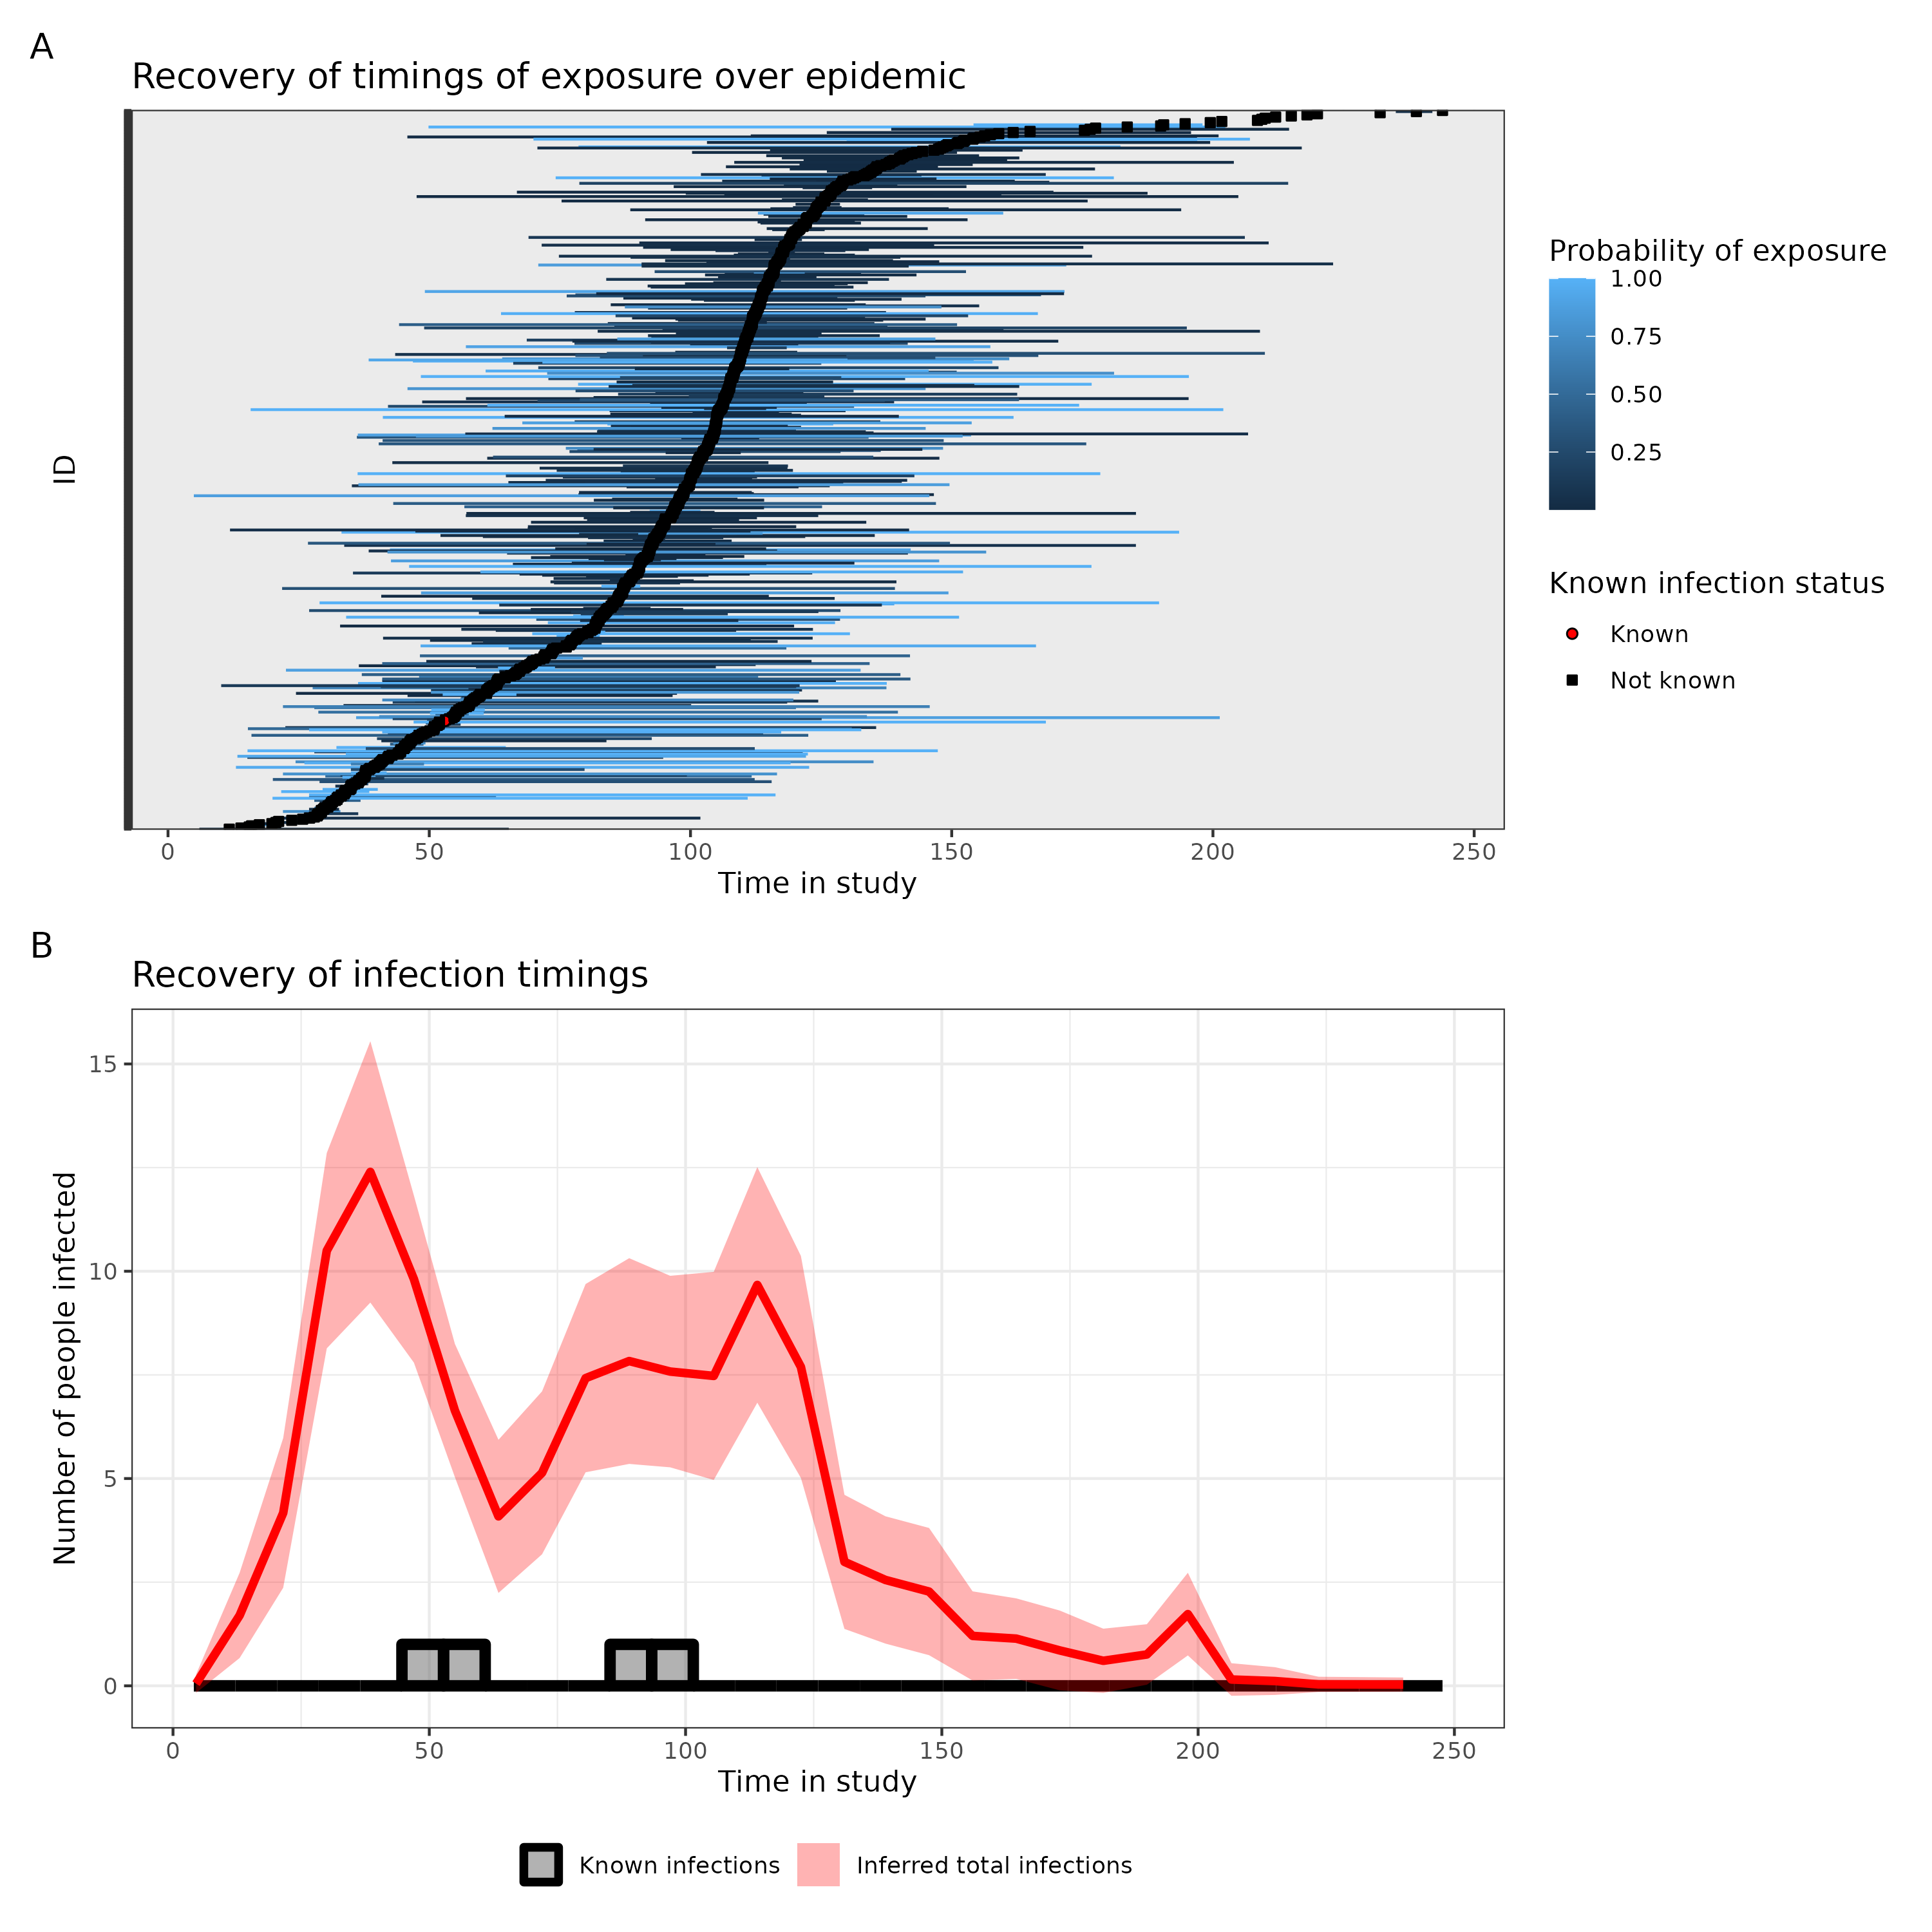 A
Recovery of timings of exposure over epidemic
ID
0 50 100 150 200 250
Time in study
Probability of exposure
1.00
0.75
0.50
0.25
Known infection status
Known
Not known
B
Recovery of infection timings
Number of people infected
15
10
5
0
0 50 100 150 200 250
Time in study
Known infections Inferred total infections